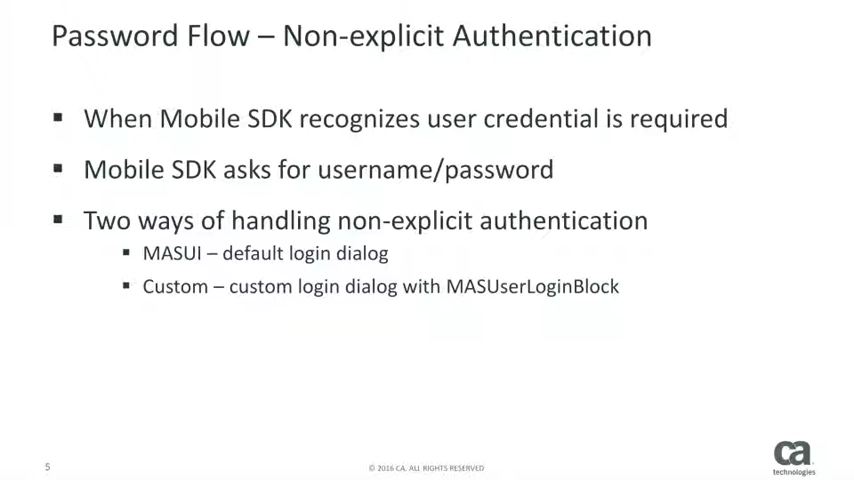 Password Flow – Non-explicit Authentication
▪ When Mobile SDK recognizes user credential is required
▪ Mobile SDK asks for username/password
▪ Two ways of handling non-explicit authentication
▪ MASUI – default login dialog
▪ Custom – custom login dialog with MASUserLoginBlock
5
© 2016 CA. ALL RIGHTS RESERVED
ca
technologies